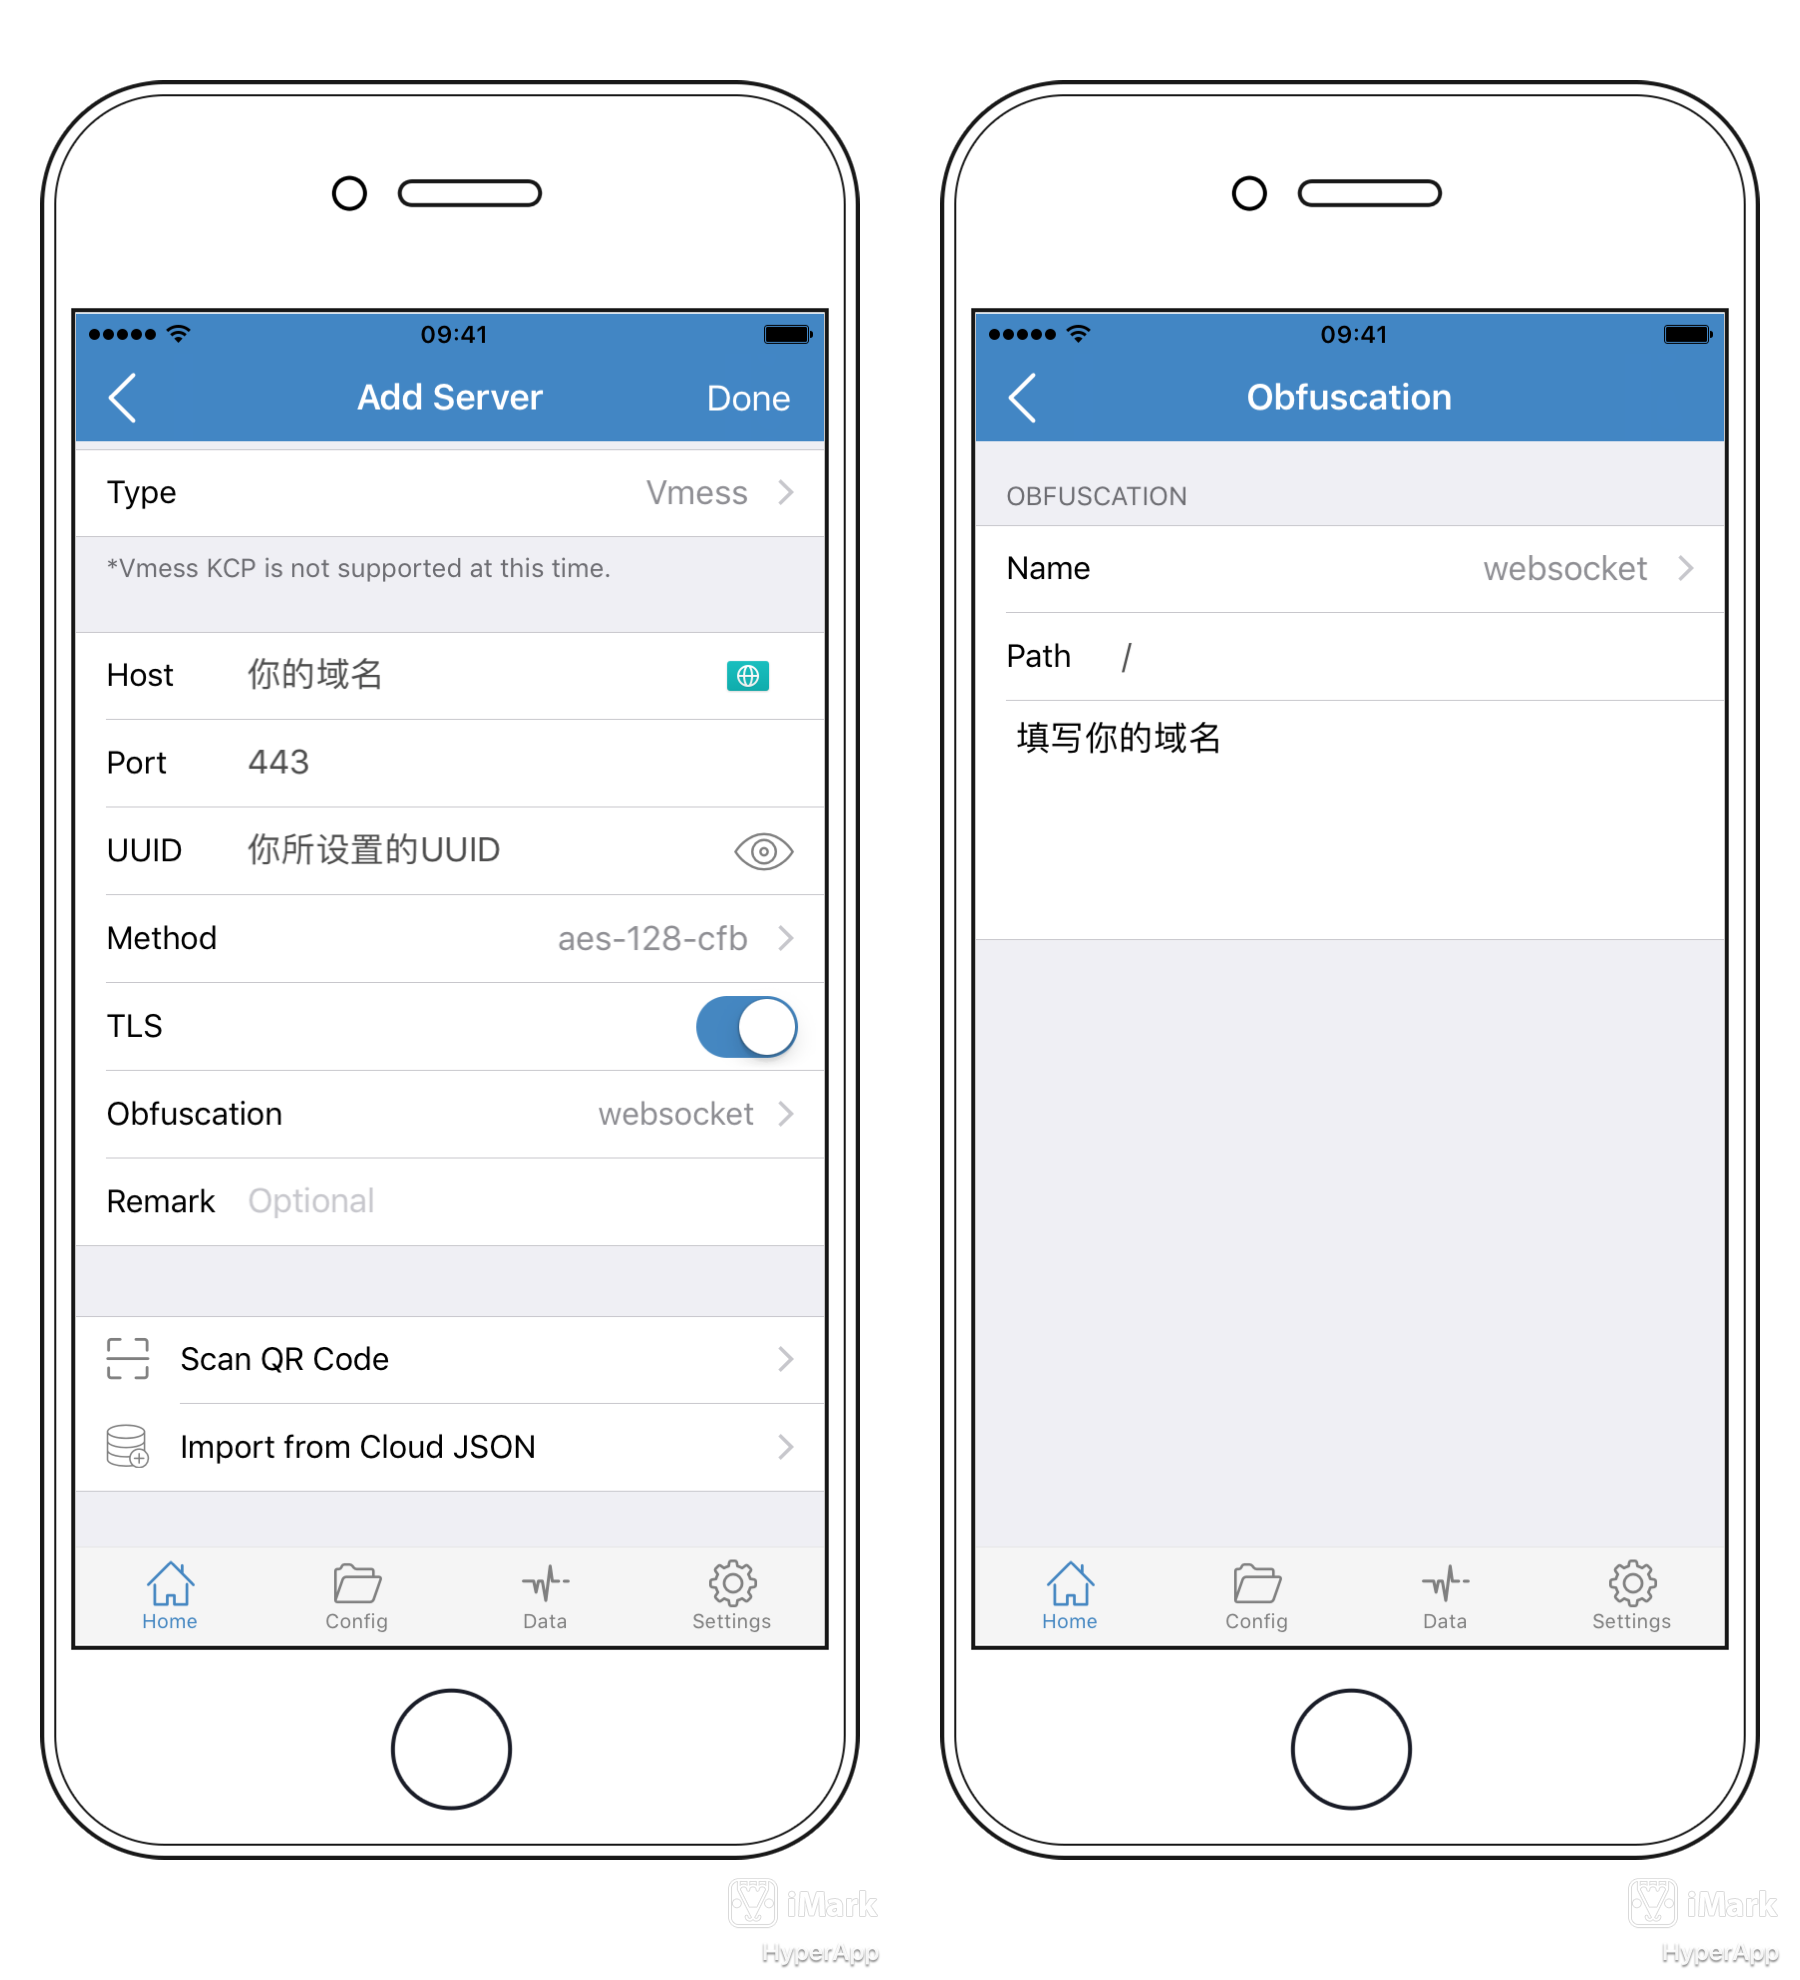 09:41
Add Server
Done
Type
Vmess
*Vmess KCP is not supported at this time.
Host
你的域名
Port
443
UUID
你所设置的UUID
Method
aes-128-cfb
TLS
Obfuscation
websocket
Remark
Optional
Scan QR Code
Import from Cloud JSON
Home
Config
Data
Settings
iMark
HyperApp
09:41
Obfuscation
OBFUSCATION
Name
websocket
Path
/
填写你的域名
Home
Config
Data
Settings
iMark
HyperApp